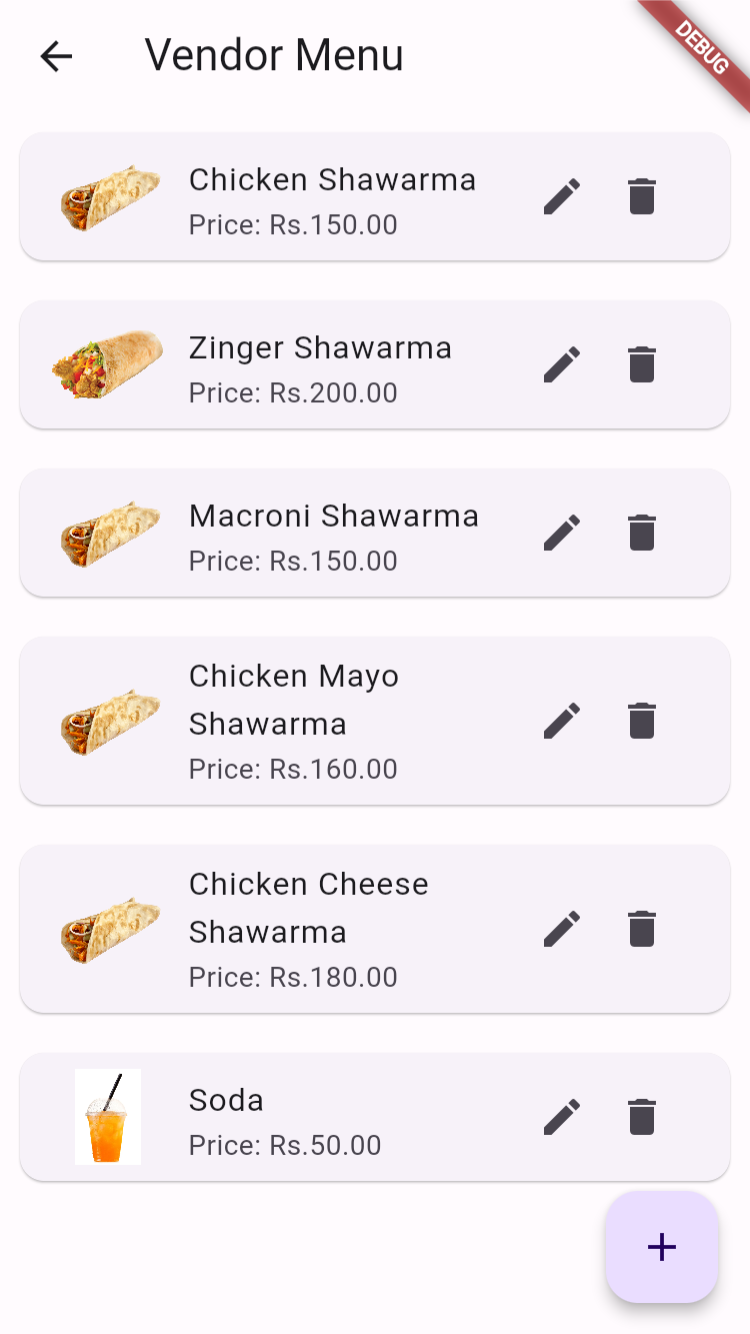 Vendor Menu
DEBUG
Chicken Shawarma
Price: Rs.150.00
Zinger Shawarma
Price: Rs.200.00
Macroni Shawarma
Price: Rs.150.00
Chicken Mayo
Shawarma
Price: Rs.160.00
Chicken Cheese
Shawarma
Price: Rs.180.00
Soda
Price: Rs.50.00